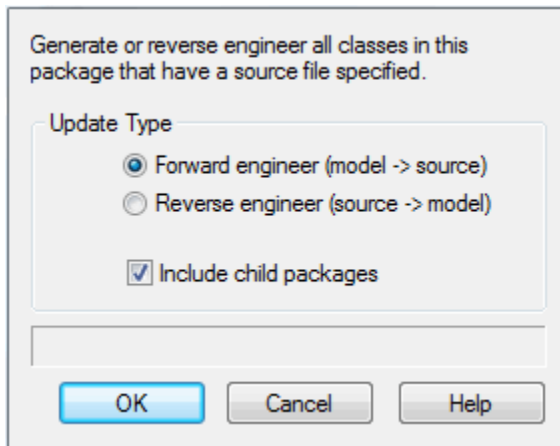 Generate or reverse engineer all classes in this
package that have a source file specified.
Update Type
Forward engineer (model -> source)
Reverse engineer (source -> model)
Include child packages
OK
Cancel
Help